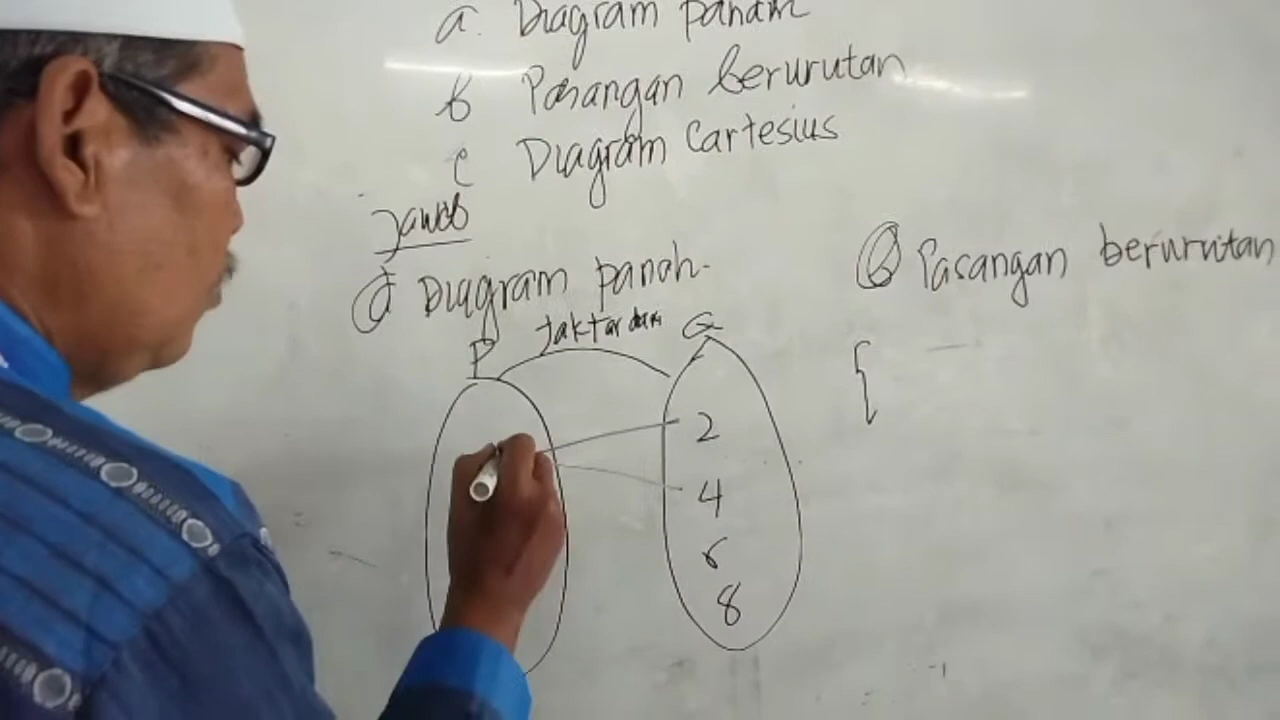 a. Diagram panah
b Pasangan berurutan
c Diagram Cartesius
Jawab
a Diagram panah.
P faktor dari G
2
4
6
8
b Pasangan berurutan
{